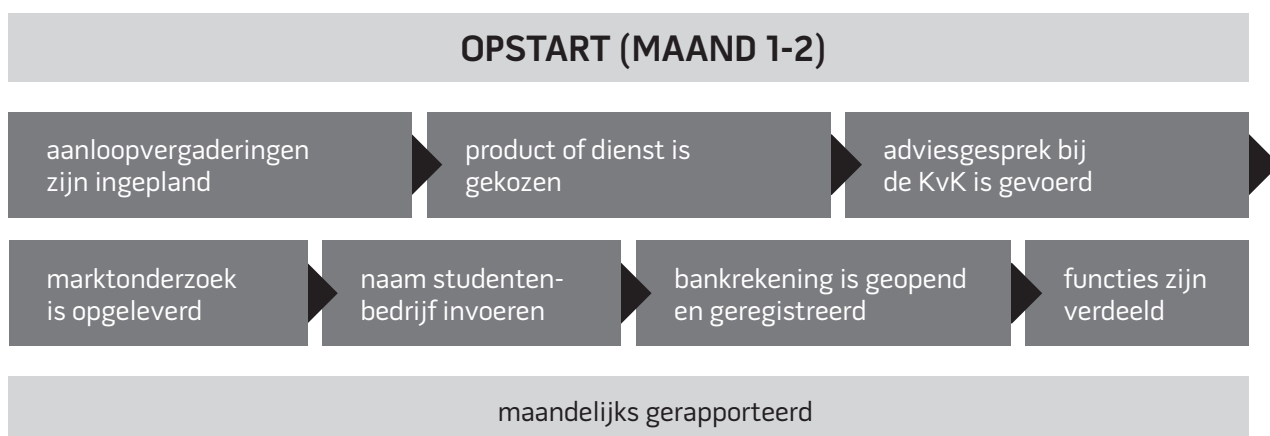 OPSTART (MAAND 1-2)
aanloopvergaderingen
zijn ingepland
product of dienst is
gekozen
adviesgesprek bij
de KvK is gevoerd
marktonderzoek
is opgeleverd
naam studenten-
bedrijf invoeren
bankrekening is geopend
en geregistreerd
functies zijn
verdeeld
maandelijks gerapporteerd